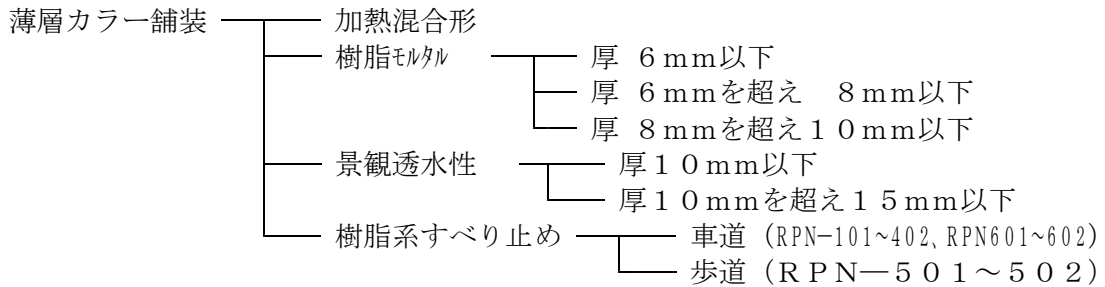 薄層カラー舗装 加熱混合形
樹脂ﾓﾙﾀﾙ 厚 6mm以下
厚 6mmを超え 8mm以下
厚 8mmを超え10mm以下
景観透水性 厚10mm以下
厚10mmを超え15mm以下
樹脂系すべり止め 車道（RPN-101~402､RPN601~602）
歩道（RPN―501～502）